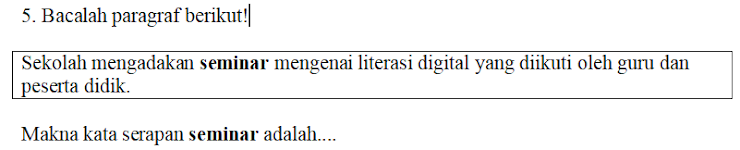 5. Bacalah paragraf berikut!
Sekolah mengadakan seminar mengenai literasi digital yang diikuti oleh guru dan
peserta didik.
Makna kata serapan seminar adalah....